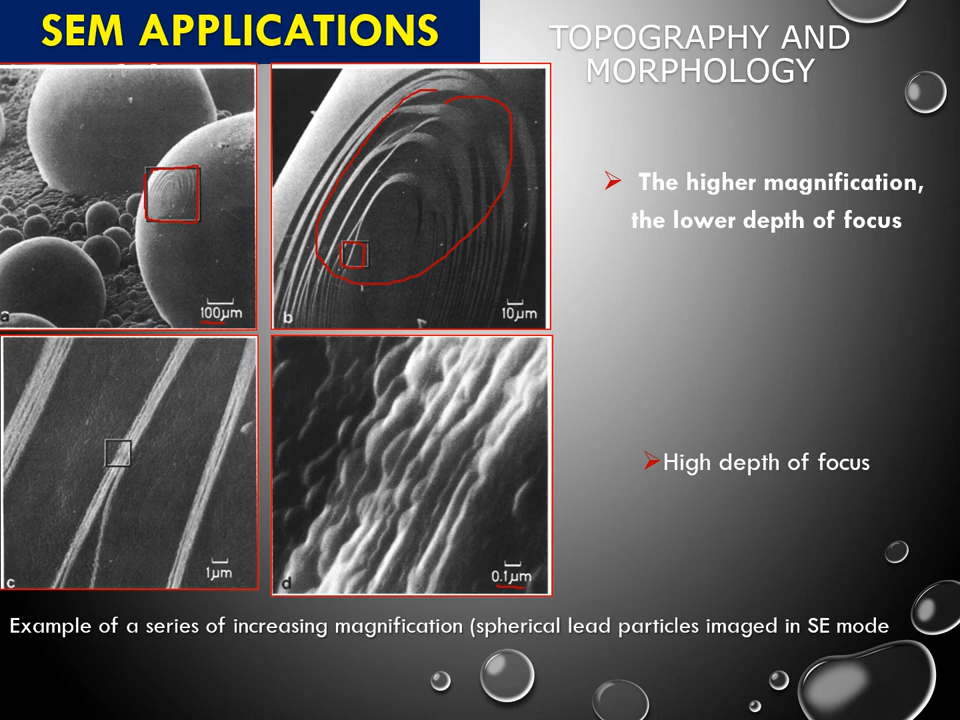 SEM APPLICATIONS
TOPOGRAPHY AND
MORPHOLOGY
a
100μm
b
10μm
The higher magnification,
the lower depth of focus
c
1μm
d
0.1μm
High depth of focus
Example of a series of increasing magnification (spherical lead particles imaged in SE mode